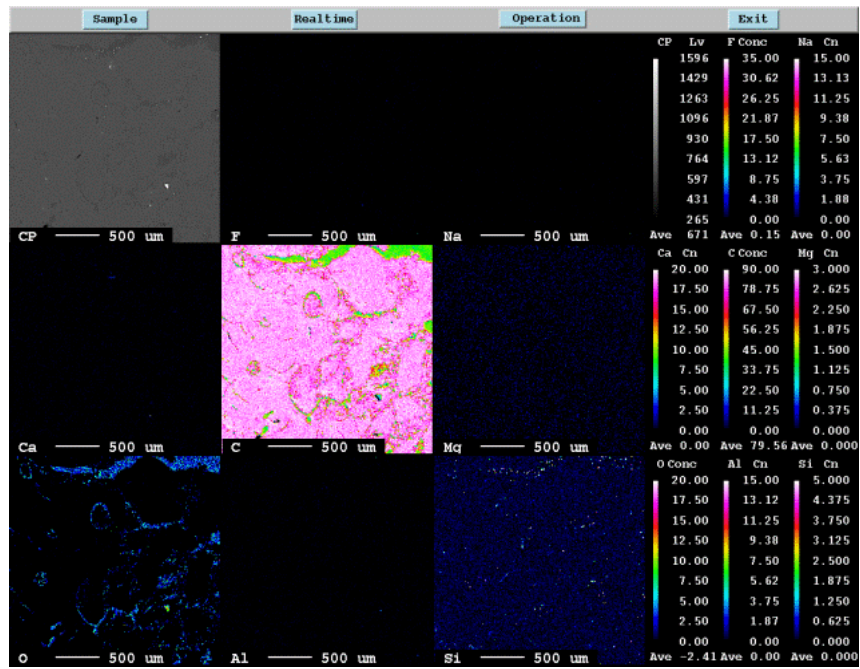 Sample Realtime Operation Exit
CP Lv F Conc Na Cn
1596 35.00 15.00
1429 30.62 13.13
1263 26.25 11.25
1096 21.87 9.38
930 17.50 7.50
764 13.12 5.63
597 8.75 3.75
431 4.38 1.88
265 0.00 0.00
CP 500 um F 500 um Na 500 um Ave 671 Ave 0.15 Ave 0.00
Ca Cn C Conc Mg Cn
20.00 90.00 3.000
17.50 78.75 2.625
15.00 67.50 2.250
12.50 56.25 1.875
10.00 45.00 1.500
7.50 33.75 1.125
5.00 22.50 0.750
2.50 11.25 0.375
0.00 0.00 0.000
Ca 500 um C 500 um Mg 500 um Ave 0.00 Ave 79.56 Ave 0.000
O Conc Al Cn Si Cn
20.00 15.00 5.000
17.50 13.12 4.375
15.00 11.25 3.750
12.50 9.38 3.125
10.00 7.50 2.500
7.50 5.62 1.875
5.00 3.75 1.250
2.50 1.87 0.625
0.00 0.00 0.000
O 500 um Al 500 um Si 500 um Ave -2.41 Ave 0.00 Ave 0.000